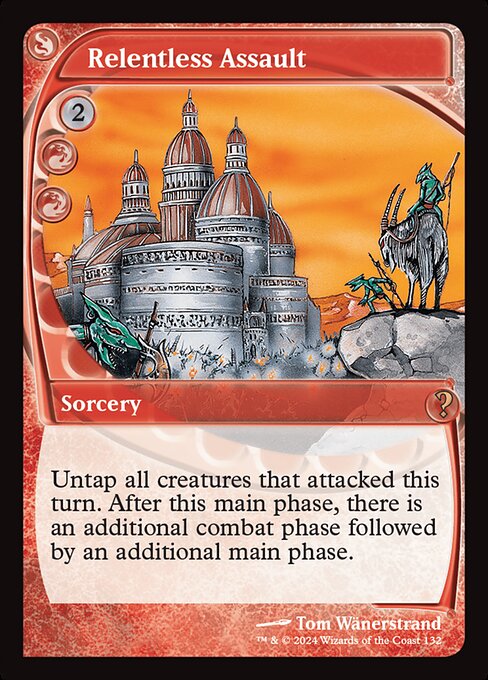 Relentless Assault
2
Sorcery
?
Untap all creatures that attacked this
turn. After this main phase, there is
an additional combat phase followed
by an additional main phase.
Tom Wänerstrand
™ & © 2024 Wizards of the Coast 132